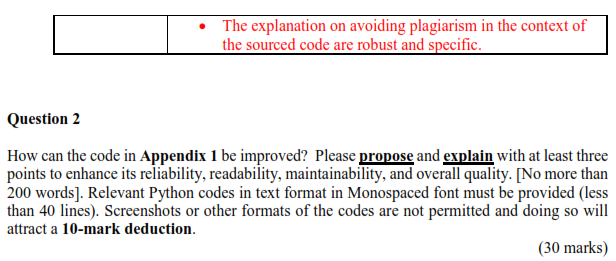 • The explanation on avoiding plagiarism in the context of
the sourced code are robust and specific.
Question 2
How can the code in Appendix 1 be improved? Please propose and explain with at least three
points to enhance its reliability, readability, maintainability, and overall quality. [No more than
200 words]. Relevant Python codes in text format in Monospaced font must be provided (less
than 40 lines). Screenshots or other formats of the codes are not permitted and doing so will
attract a 10-mark deduction.
(30 marks)